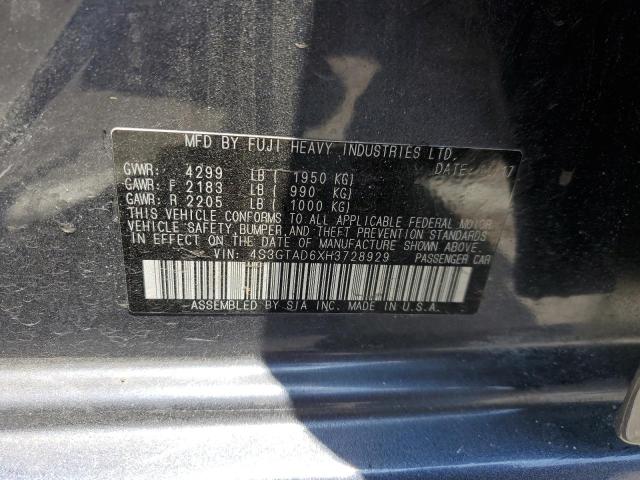 MFD BY FUJI HEAVY INDUSTRIES LTD.
DATE:
GVWR: 4299 LB ( 1950 KG)
GAWR: F 2183 LB ( 990 KG)
GAWR: R 2205 LB ( 1000 KG)
THIS VEHICLE CONFORMS TO ALL APPLICABLE FEDERAL MOTOR
VEHICLE SAFETY, BUMPER, AND THEFT PREVENTION STANDARDS
IN EFFECT ON THE DATE OF MANUFACTURE SHOWN ABOVE.
VIN: 4S3GTAD6XH3728929 PASSENGER CAR
ASSEMBLED BY SIA INC. MADE IN U.S.A.